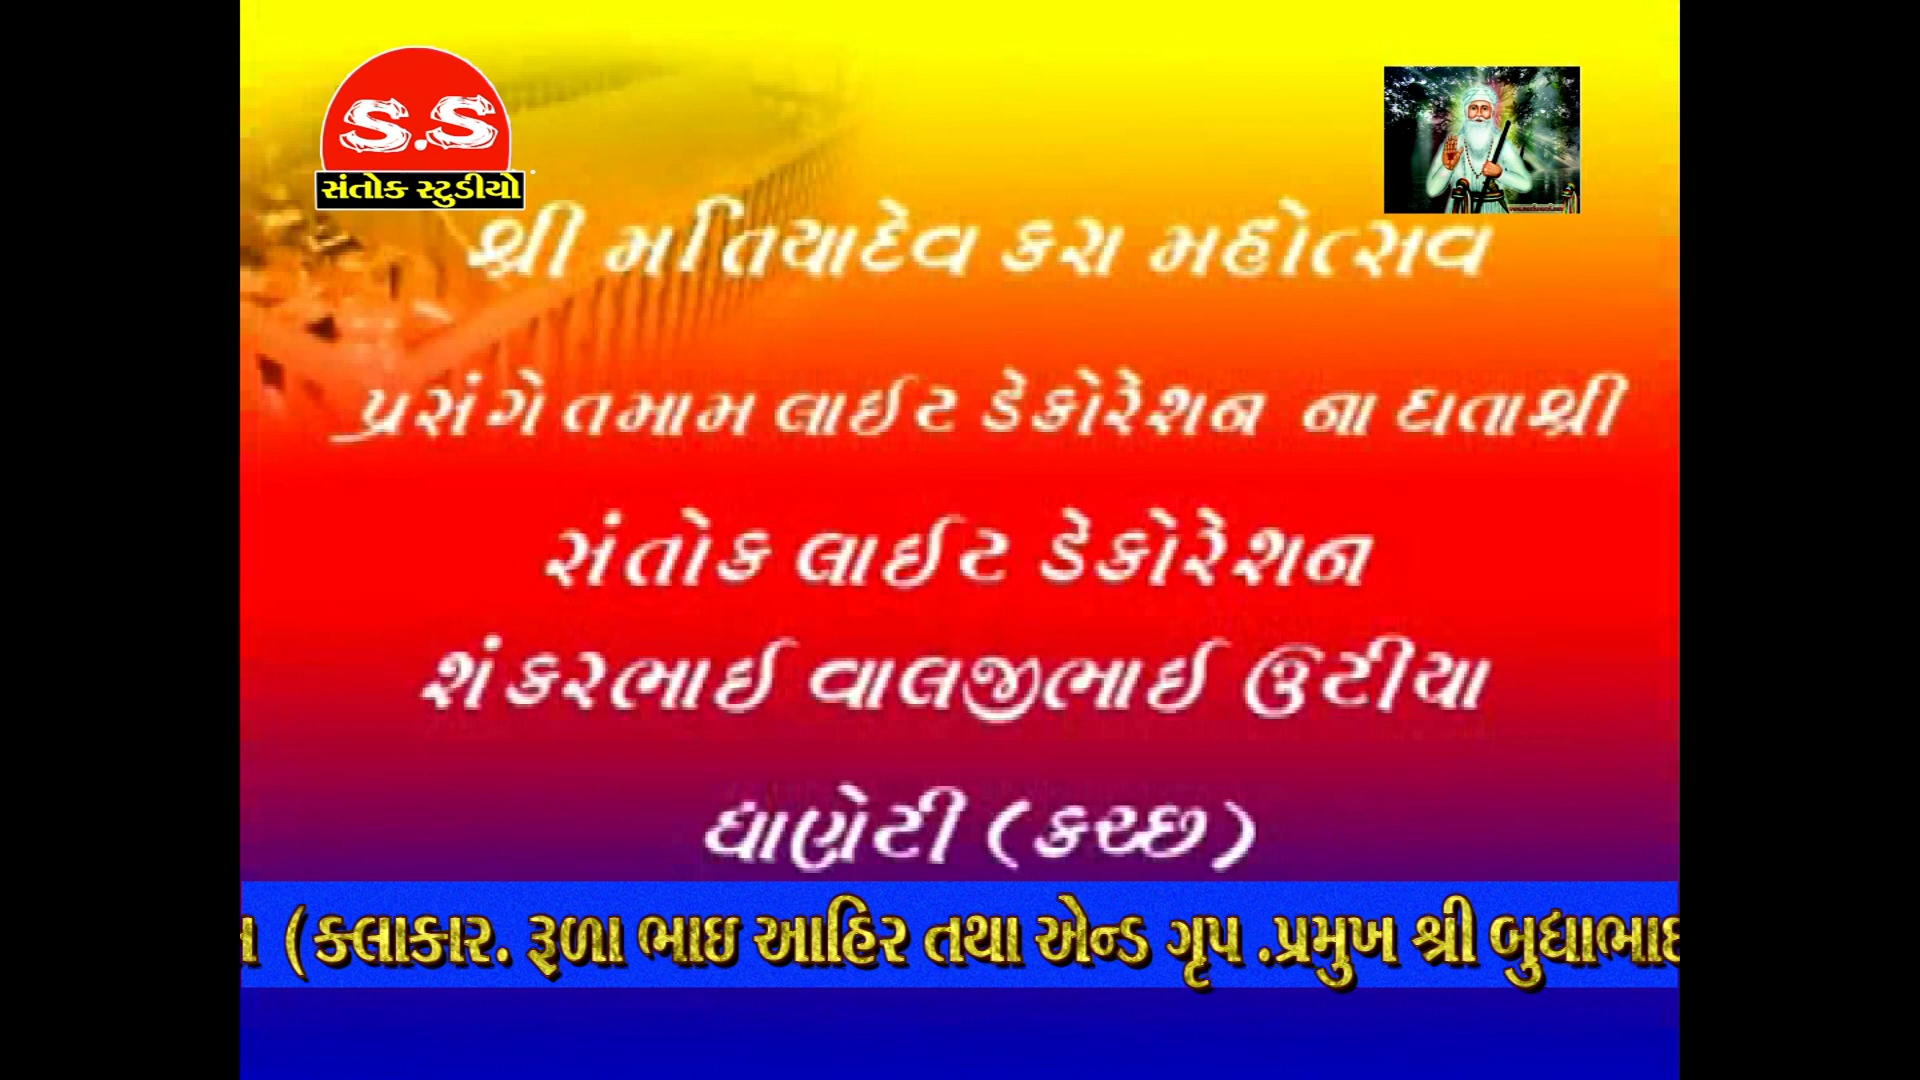 S.S
સંતોક સ્ટુડીયો
શ્રી મતિયાદેવ કરા મહોત્સવ
પ્રસંગે તમામ લાઈટ ડેકોરેશન ના દાતાશ્રી
સંતોક લાઈટ ડેકોરેશન
શંકરભાઈ વાલજીભાઈ ઉટીયા
ધાણેટી (કચ્છ)
(કલાકાર. રૂળા ભાઇ આહિર તથા એન્ડ ગૃપ .પ્રમુખ શ્રી બુધાભાઇ